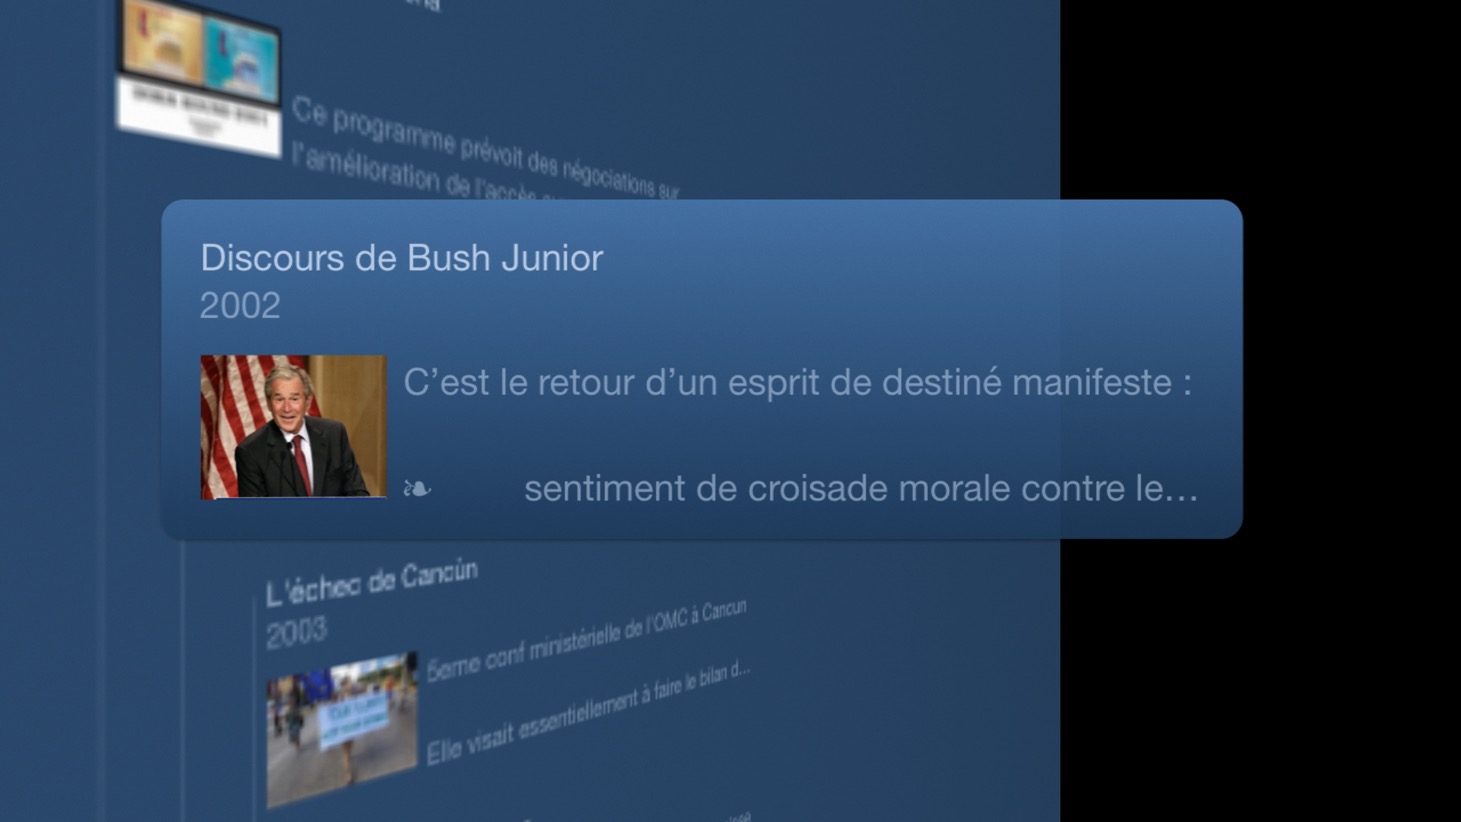 Ce programme prévoit des négociations sur
l'amélioration de l'accès
Discours de Bush Junior
2002
C’est le retour d’un esprit de destiné manifeste :
❧ sentiment de croisade morale contre le…
L'échec de Cancùn
2003
5eme conf ministérielle de l'OMC à Cancun
Elle visait essentiellement à faire le bilan d...